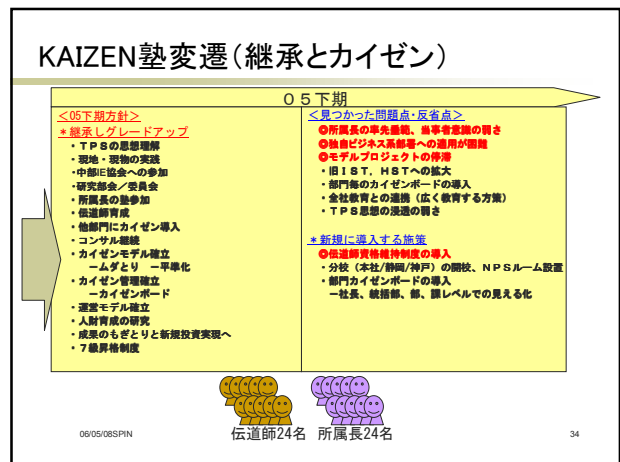 KAIZEN塾変遷（継承とカイゼン）
０５下期
＜05下期方針＞
＊継承しグレードアップ
・ＴＰＳの思想理解
・現地・現物の実践
・中部IE協会への参加
・研究部会／委員会
・所属長の塾参加
・伝道師育成
・他部門にカイゼン導入
・コンサル継続
・カイゼンモデル確立
ームダとり　ー平準化
・カイゼン管理確立
ーカイゼンボード
・運営モデル確立
・人財育成の研究
・成果のもぎとりと新規投資実現へ
・７級昇格制度
＜見つかった問題点・反省点＞
◎所属長の率先垂範、当事者意識の弱さ
◎独自ビジネス系部署への適用が困難
◎モデルプロジェクトの停滞
・旧ＩＳＴ，ＨＳＴへの拡大
・部門毎のカイゼンボードの導入
・全社教育との連携（広く教育する方策）
・ＴＰＳ思想の浸透の弱さ
＊新規に導入する施策
◎伝道師資格維持制度の導入
・分校（本社/静岡/神戸）の開校、ＮＰＳルーム設置
・部門カイゼンボードの導入
ー社長、統括部、部、課レベルでの見える化
伝道師24名　所属長24名
06/05/08SPIN
34